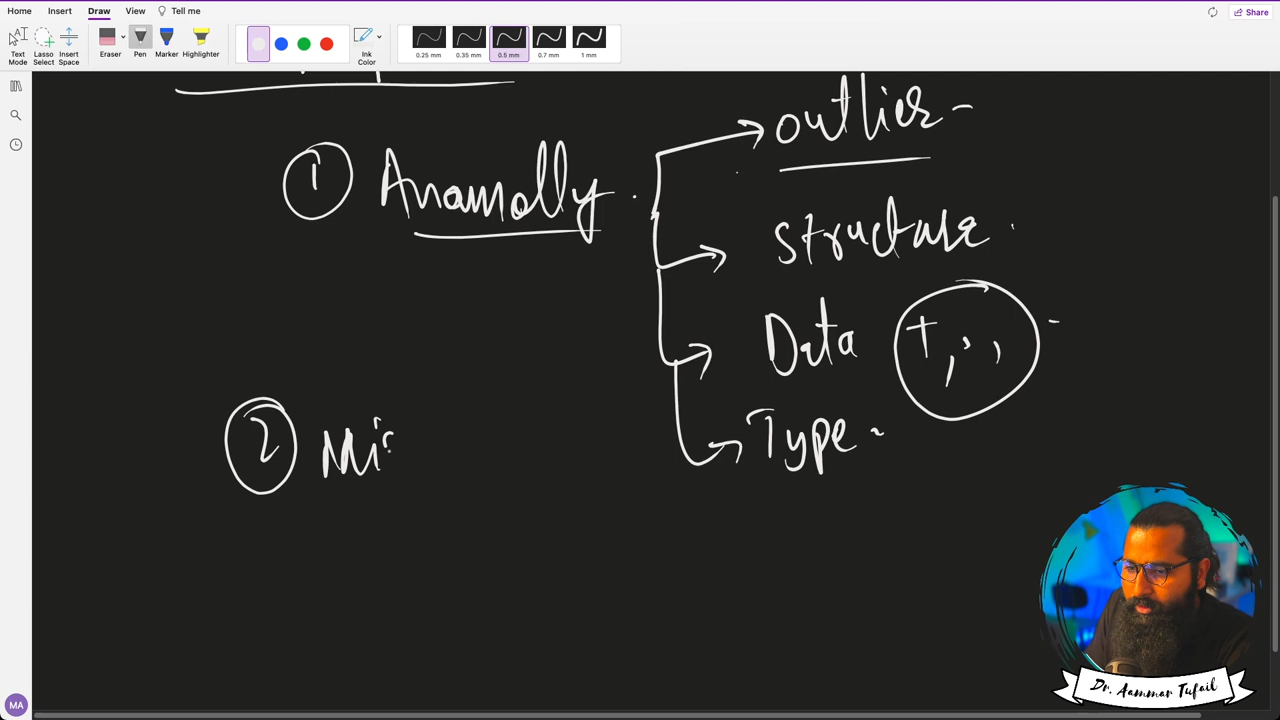 Home Insert Draw View Tell me
Share
Text Mode
Lasso Select
Insert Space
Eraser
Pen
Marker
Highlighter
Ink Color
0.25 mm
0.35 mm
0.5 mm
0.7 mm
1 mm
outlier -
① Anamolly .
structure .
Data + , ` , -
Type -
② Mis
MA
Dr. Aammar Tufail